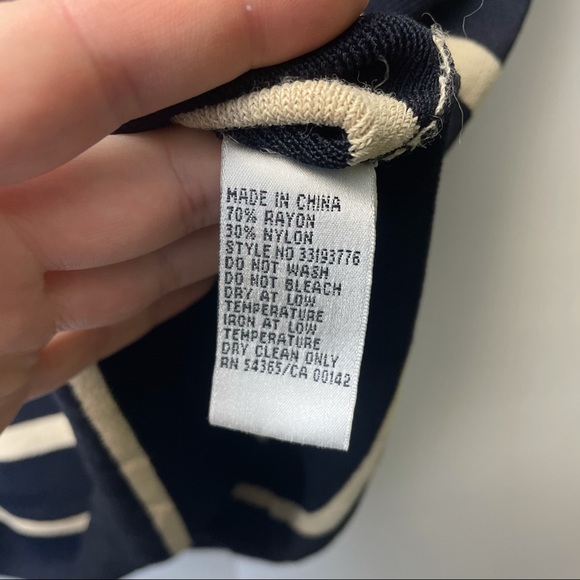 MADE IN CHINA
70% RAYON
30% NYLON
STYLE NO 33193776
DO NOT WASH
DO NOT BLEACH
DRY AT LOW
TEMPERATURE
IRON AT LOW
TEMPERATURE
DRY CLEAN ONLY
RN 54365/CA 00142